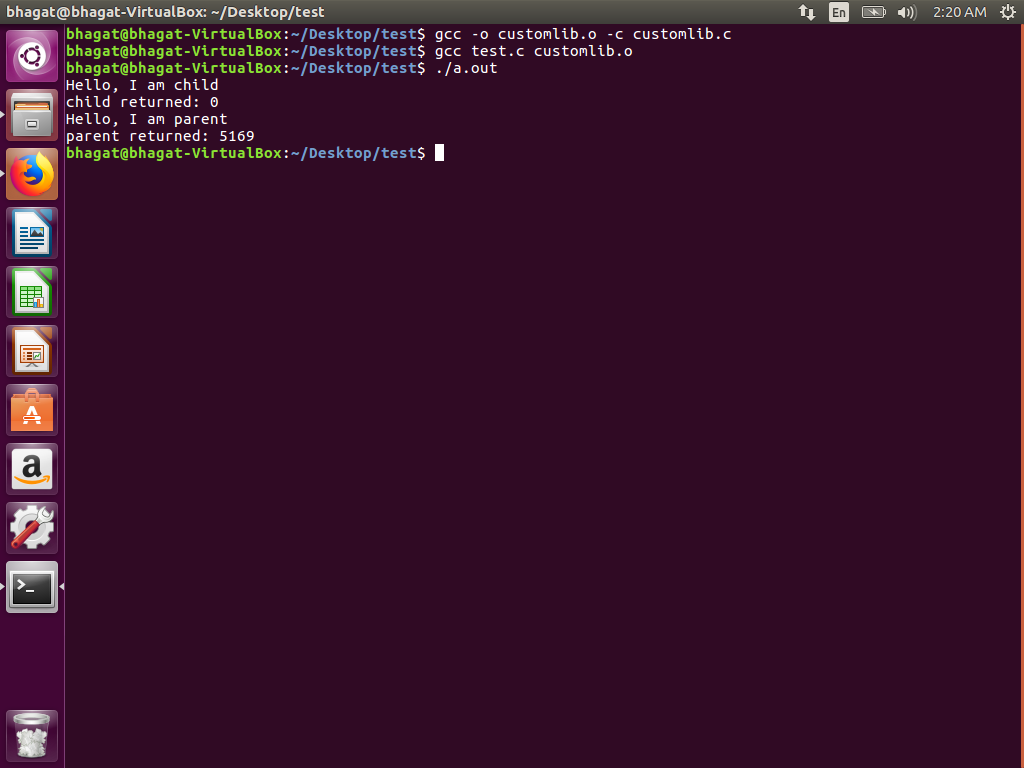 bhagat@bhagat-VirtualBox: ~/Desktop/test
En
2:20 AM
bhagat@bhagat-VirtualBox:~/Desktop/test$ gcc -o customlib.o -c customlib.c
bhagat@bhagat-VirtualBox:~/Desktop/test$ gcc test.c customlib.o
bhagat@bhagat-VirtualBox:~/Desktop/test$ ./a.out
Hello, I am child
child returned: 0
Hello, I am parent
parent returned: 5169
bhagat@bhagat-VirtualBox:~/Desktop/test$
A
a
>_